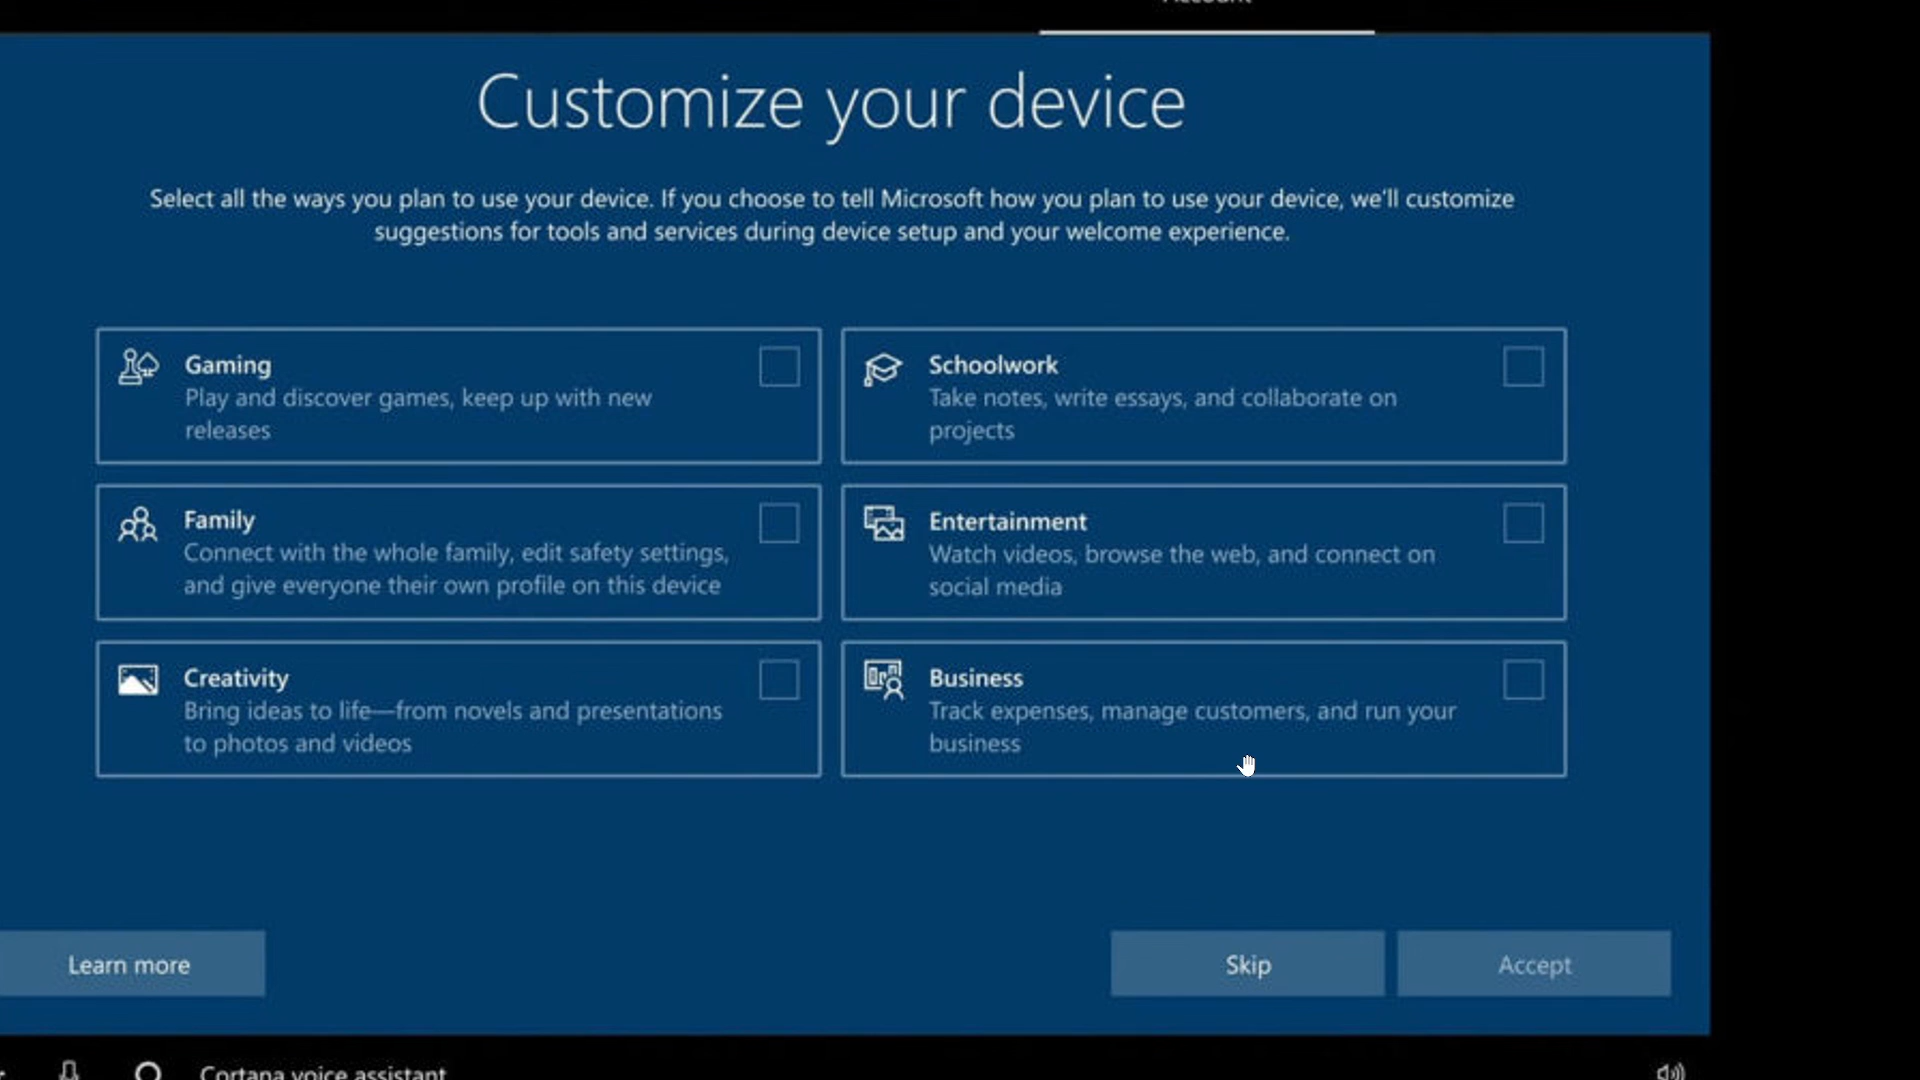 Account
Customize your device
Select all the ways you plan to use your device. If you choose to tell Microsoft how you plan to use your device, we'll customize
suggestions for tools and services during device setup and your welcome experience.
Gaming
Play and discover games, keep up with new
releases
Schoolwork
Take notes, write essays, and collaborate on
projects
Family
Connect with the whole family, edit safety settings,
and give everyone their own profile on this device
Entertainment
Watch videos, browse the web, and connect on
social media
Creativity
Bring ideas to life—from novels and presentations
to photos and videos
Business
Track expenses, manage customers, and run your
business
Learn more
Skip
Accept
Cortana voice assistant